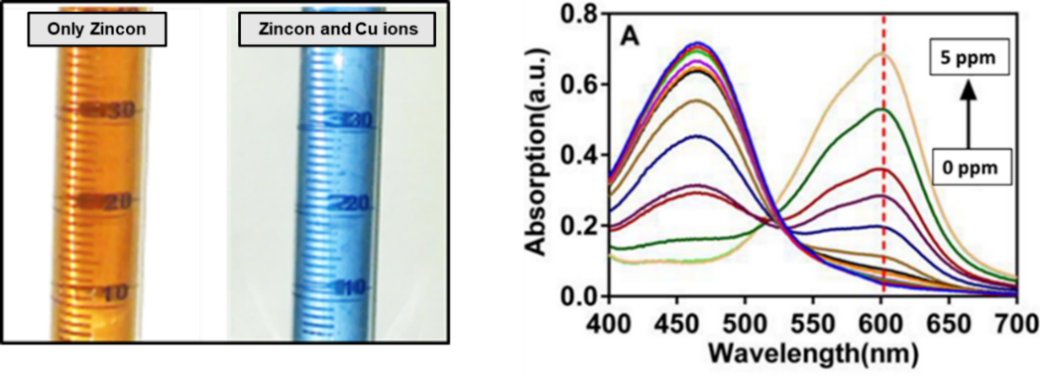 Only Zincon
Zincon and Cu ions
30
20
10
30
20
10
A
5 ppm
0 ppm
Absorption(a.u.)
0.8
0.6
0.4
0.2
0.0
400 450 500 550 600 650 700
Wavelength(nm)